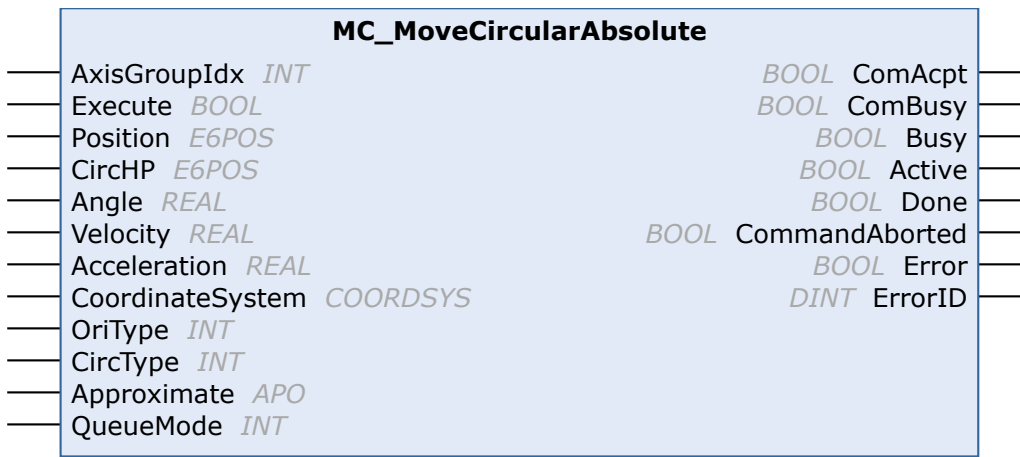 MC_MoveCircularAbsolute
AxisGroupIdx INT BOOL ComAcpt
Execute BOOL BOOL ComBusy
Position E6POS BOOL Busy
CircHP E6POS BOOL Active
Angle REAL BOOL Done
Velocity REAL BOOL CommandAborted
Acceleration REAL BOOL Error
CoordinateSystem COORDSYS DINT ErrorID
OriType INT
CircType INT
Approximate APO
QueueMode INT